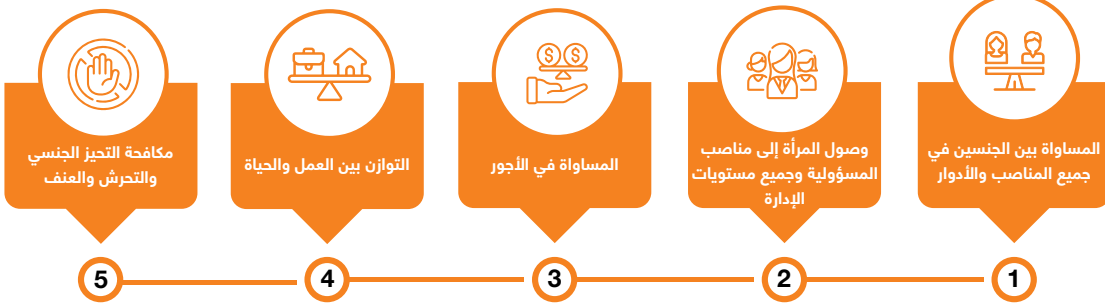 المساواة بين الجنسين في
جميع المناصب والأدوار
1
وصول المرأة إلى مناصب
المسؤولية وجميع مستويات
الإدارة
2
المساواة في الأجور
3
التوازن بين العمل والحياة
4
مكافحة التحيز الجنسي
والتحرش والعنف
5